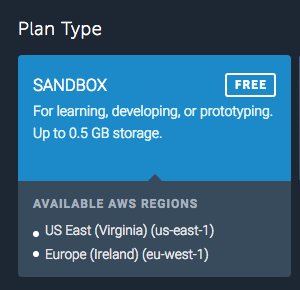 Plan Type
SANDBOX FREE
For learning, developing, or prototyping.
Up to 0.5 GB storage.
AVAILABLE AWS REGIONS
• US East (Virginia) (us-east-1)
• Europe (Ireland) (eu-west-1)